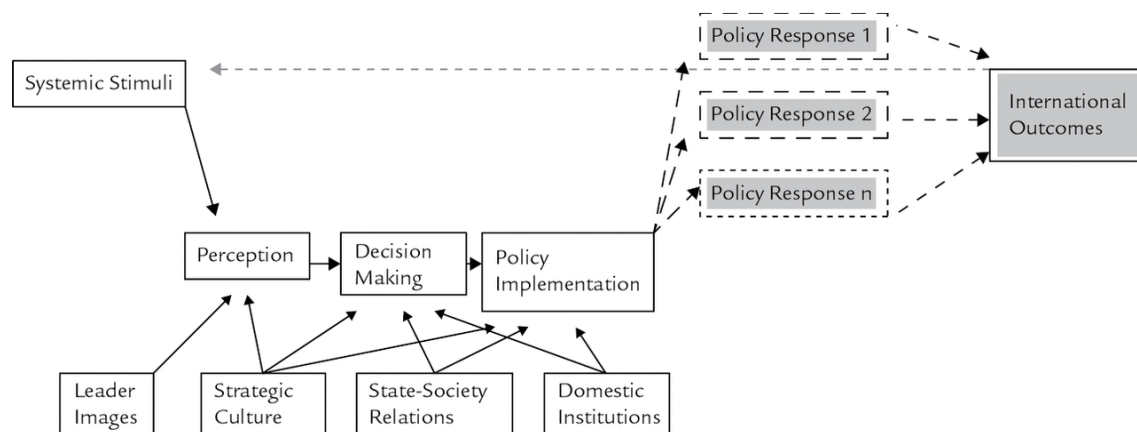 Policy Response 1
Systemic Stimuli
Policy Response 2
International
Outcomes
Policy Response n
Perception
Decision
Making
Policy
Implementation
Leader
Images
Strategic
Culture
State-Society
Relations
Domestic
Institutions